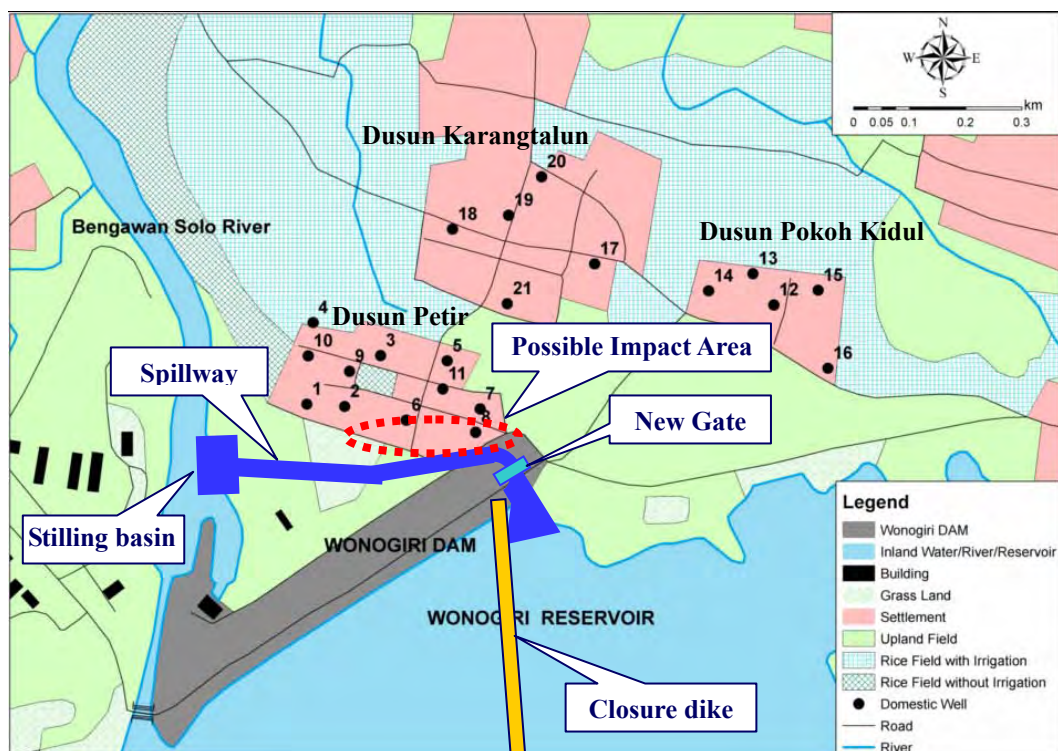 N
W E
S
km
0 0.05 0.1 0.2 0.3
Dusun Karangtalun
20
19
18
17
21
Bengawan Solo River
Dusun Pokoh Kidul
13
14
15
12
16
Dusun Petir
4
10
3
5
9
11
1
2
6
7
8
Possible Impact Area
Spillway
New Gate
Stilling basin
WONOGIRI DAM
WONOGIRI RESERVOIR
Closure dike
Legend
Wonogiri DAM
Inland Water/River/Reservoir
Building
Grass Land
Settlement
Upland Field
Rice Field with Irrigation
Rice Field without Irrigation
Domestic Well
Road
River